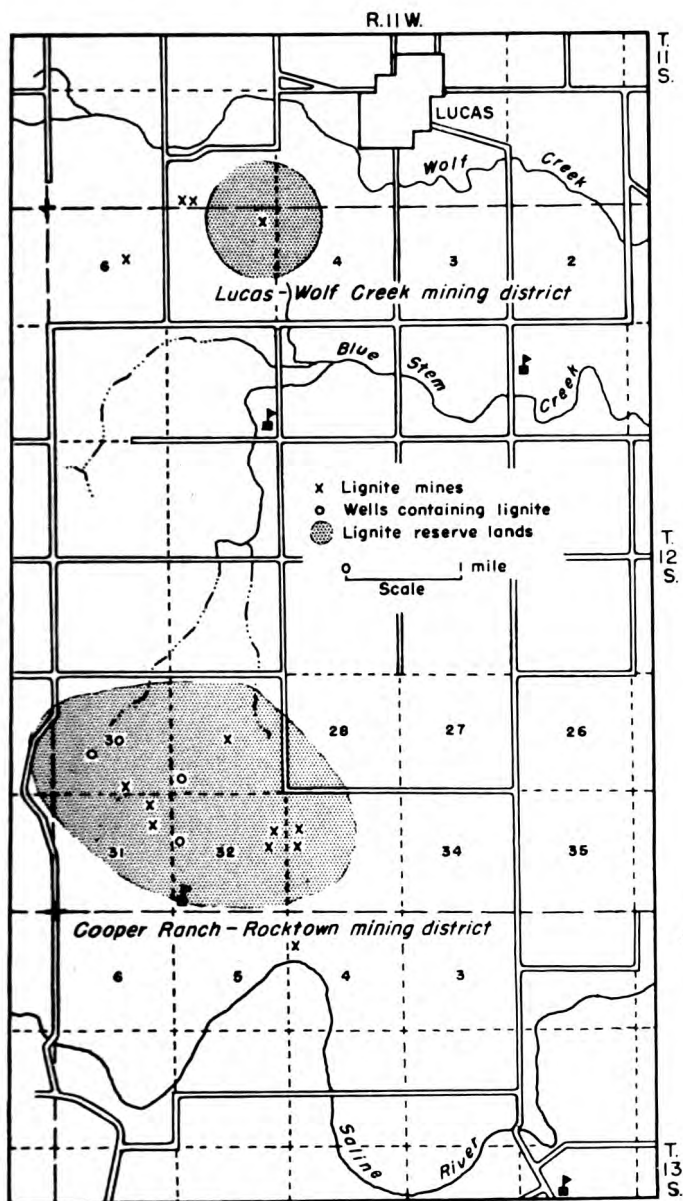 R. 11 W.
T.
11
S.
LUCAS
Wolf Creek
6 4 3 2
Lucas-Wolf Creek mining district
Blue Stem Creek
x Lignite mines
o Wells containing lignite
Lignite reserve lands
T.
12
S.
0 1 mile
Scale
30 28 27 26
31 32 34 35
Cooper Ranch – Rocktown mining district
6 5 4 3
Saline River
T.
13
S.